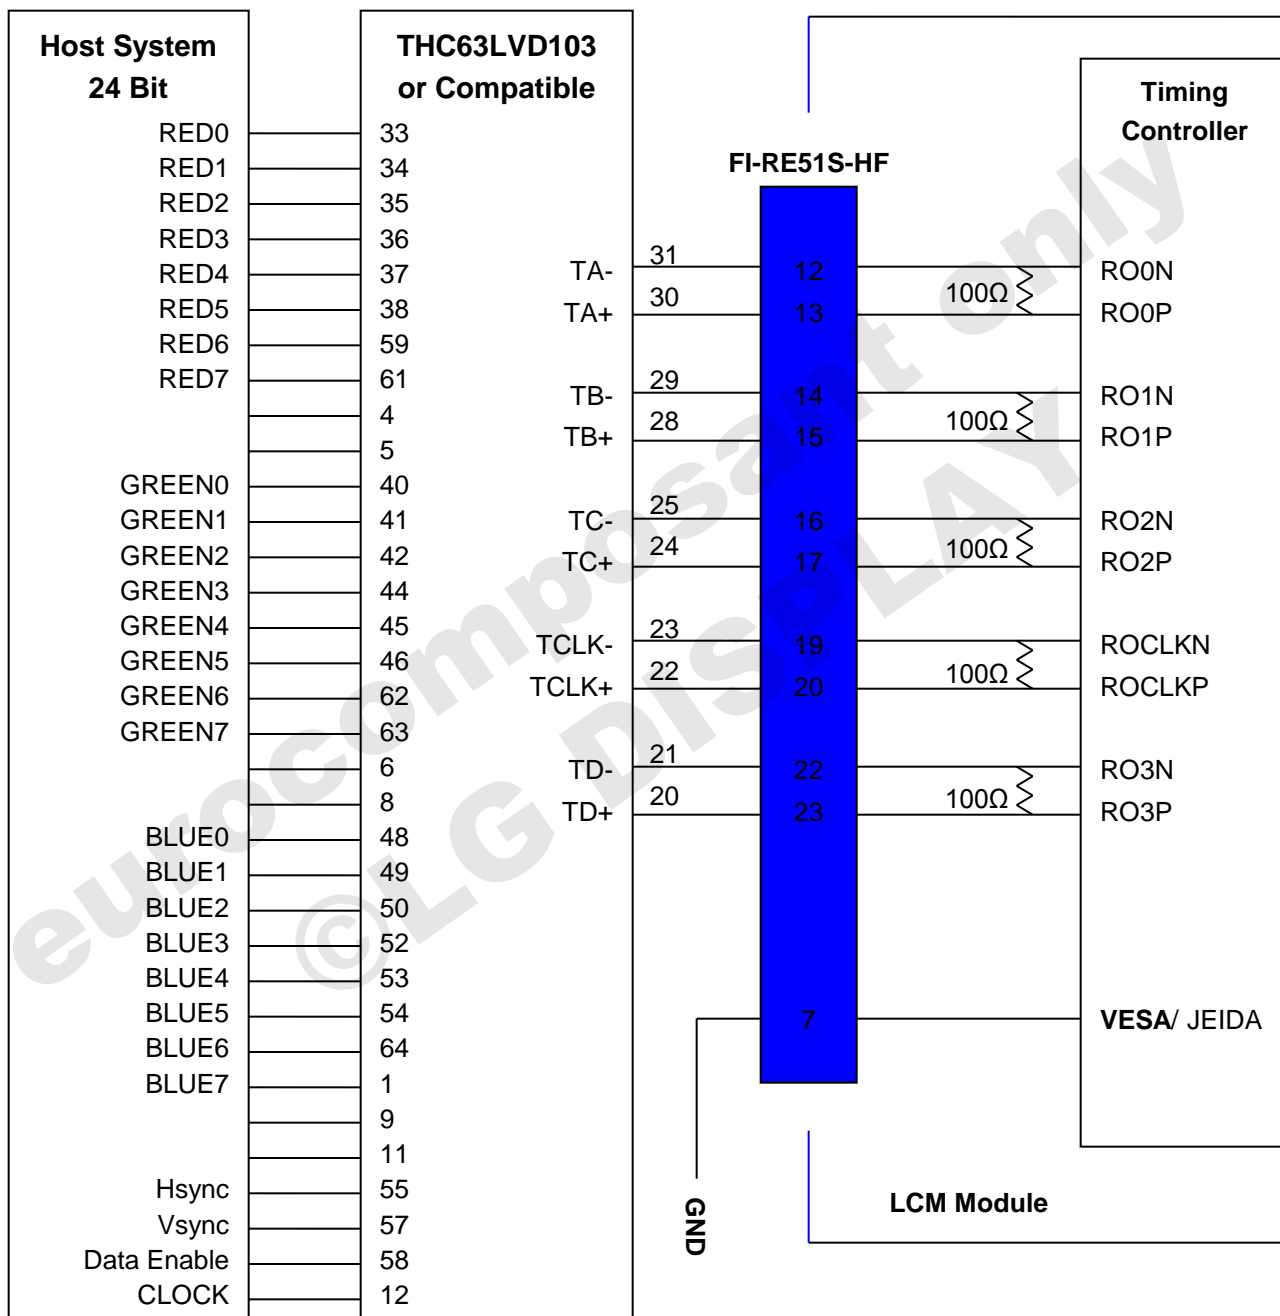 Host System
24 Bit
RED0
RED1
RED2
RED3
RED4
RED5
RED6
RED7
GREEN0
GREEN1
GREEN2
GREEN3
GREEN4
GREEN5
GREEN6
GREEN7
BLUE0
BLUE1
BLUE2
BLUE3
BLUE4
BLUE5
BLUE6
BLUE7
Hsync
Vsync
Data Enable
CLOCK
THC63LVD103
or Compatible
33
34
35
36
37
38
59
61
4
5
40
41
42
44
45
46
62
63
6
8
48
49
50
52
53
54
64
1
9
11
55
57
58
12
TA-
TA+
TB-
TB+
TC-
TC+
TCLK-
TCLK+
TD-
TD+
31
30
29
28
25
24
23
22
21
20
GND
FI-RE51S-HF
12
13
14
15
16
17
19
20
22
23
7
100Ω
100Ω
100Ω
100Ω
100Ω
Timing
Controller
RO0N
RO0P
RO1N
RO1P
RO2N
RO2P
ROCLKN
ROCLKP
RO3N
RO3P
VESA/ JEIDA
LCM Module
eurocomposant only
©LG DISPLAY